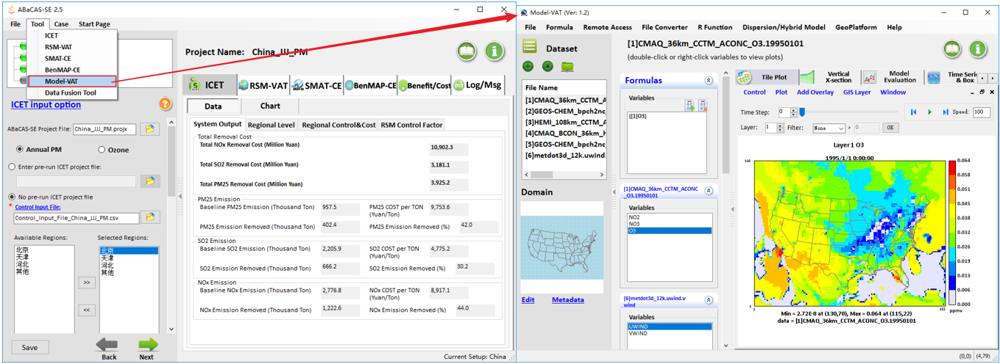 ABaCAS-SE 2.5
File Tool Case Start Page
ICET
RSM-VAT
SMAT-CE
BenMAP-CE
Model-VAT
Data Fusion Tool
ICET input option
ABaCAS-SE Project File: China_JJJ_PM.projx
Annual PM Ozone
Enter pre-run ICET project file:
No pre-run ICET project file
* Control Input File:
Control_Input_File_China_JJJ_PM.csv
Available Regions: Selected Regions:
北京 北京
天津 天津
河北 河北
其他 其他
>>
<<
Save Back Next
Project Name: China_JJJ_PM
ICET RSM-VAT SMAT-CE BenMAP-CE Benefit/Cost Log/Msg
Data Chart
System Output Regional Level Regional Control&Cost RSM Control Factor
Total Removal Cost
Total NOx Removal Cost (Million Yuan) 10,902.3
Total SO2 Removal Cost (Million Yuan) 3,181.1
Total PM25 Removal Cost (Million Yuan) 3,925.2
PM25 Emission
Baseline PM25 Emission (Thousand Ton) 957.5 PM25 COST per TON (Yuan/Ton) 9,753.6
PM25 Emission Removed (Thousand Ton) 402.4 PM25 Emission Removed (%) 42.0
SO2 Emission
Baseline SO2 Emission (Thousand Ton) 2,205.9 SO2 COST per TON (Yuan/Ton) 4,775.2
SO2 Emission Removed (Thousand Ton) 666.2 SO2 Emission Removed (%) 30.2
NOx Emission
Baseline NOx Emission (Thousand Ton) 2,776.8 NOx COST per TON (Yuan/Ton) 8,917.1
NOx Emission Removed (Thousand Ton) 1,222.6 NOx Emission Removed (%) 44.0
Current Setup: China
Model-VAT (Ver: 1.2)
File Formula Remote Access File Converter R Function Dispersion/Hybrid Model GeoPlatform Help
Dataset
[1]CMAQ_36km_CCTM_ACONC_O3.19950101
(double-click or right-click variables to view plots)
File Name
[1]CMAQ_36km_CCTM_A
[2]GEOS-CHEM_bpch2nc
[3]HEMI_108km_CCTM_A
[4]CMAQ_BCON_36km_h
[5]GEOS-CHEM_bpch2nc
[6]metdot3d_12k.uwind.
Domain
Edit Metadata
Formulas
Variables
{[1]O3}
[1]CMAQ_36km_CCTM_ACONC
_O3.19950101
Variables
NO2
NO3
O3
[6]metdot3d_12k.uwind.v
wind
Variables
UWIND
VWIND
Tile Plot Vertical X-section Model Evaluation Time Serie & Box
Control Plot Add Overlay GIS Layer Window
Time Step: 0 Speed: 100
Layer: 1 Filter: None > 0 OK
Layer 1 O3
1995/1/1 0:00:00
116
1
1 152
0.064
0.058
0.051
0.045
0.038
0.032
0.026
0.019
0.013
0.006
0.000
ppmv
Min = 2.72E-8 at (130,70), Max = 0.064 at (115,22)
data = [1]CMAQ_36km_CCTM_ACONC_O3.19950101
(0,0) (4,79)